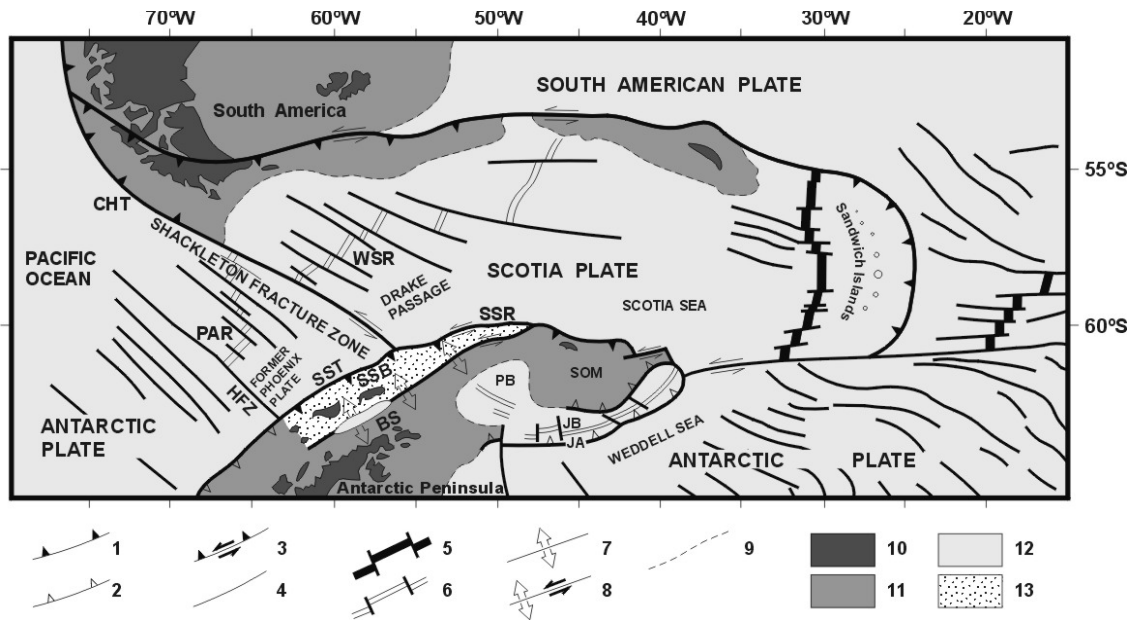 70ºW 60ºW 50ºW 40ºW 30ºW 20ºW
SOUTH AMERICAN PLATE
South America
55ºS
CHT
SHACKLETON FRACTURE ZONE
PACIFIC
OCEAN
WSR
DRAKE
PASSAGE
SCOTIA PLATE
SCOTIA SEA
Sandwich Islands
PAR
FORMER
PHOENIX
PLATE
HFZ
SSR
60ºS
SST
SSB
BS
PB
SOM
JB
JA
WEDDELL SEA
ANTARCTIC
PLATE
ANTARCTIC PLATE
Antarctic Peninsula
1 3 5 7 9 10 12
2 4 6 8 11 13